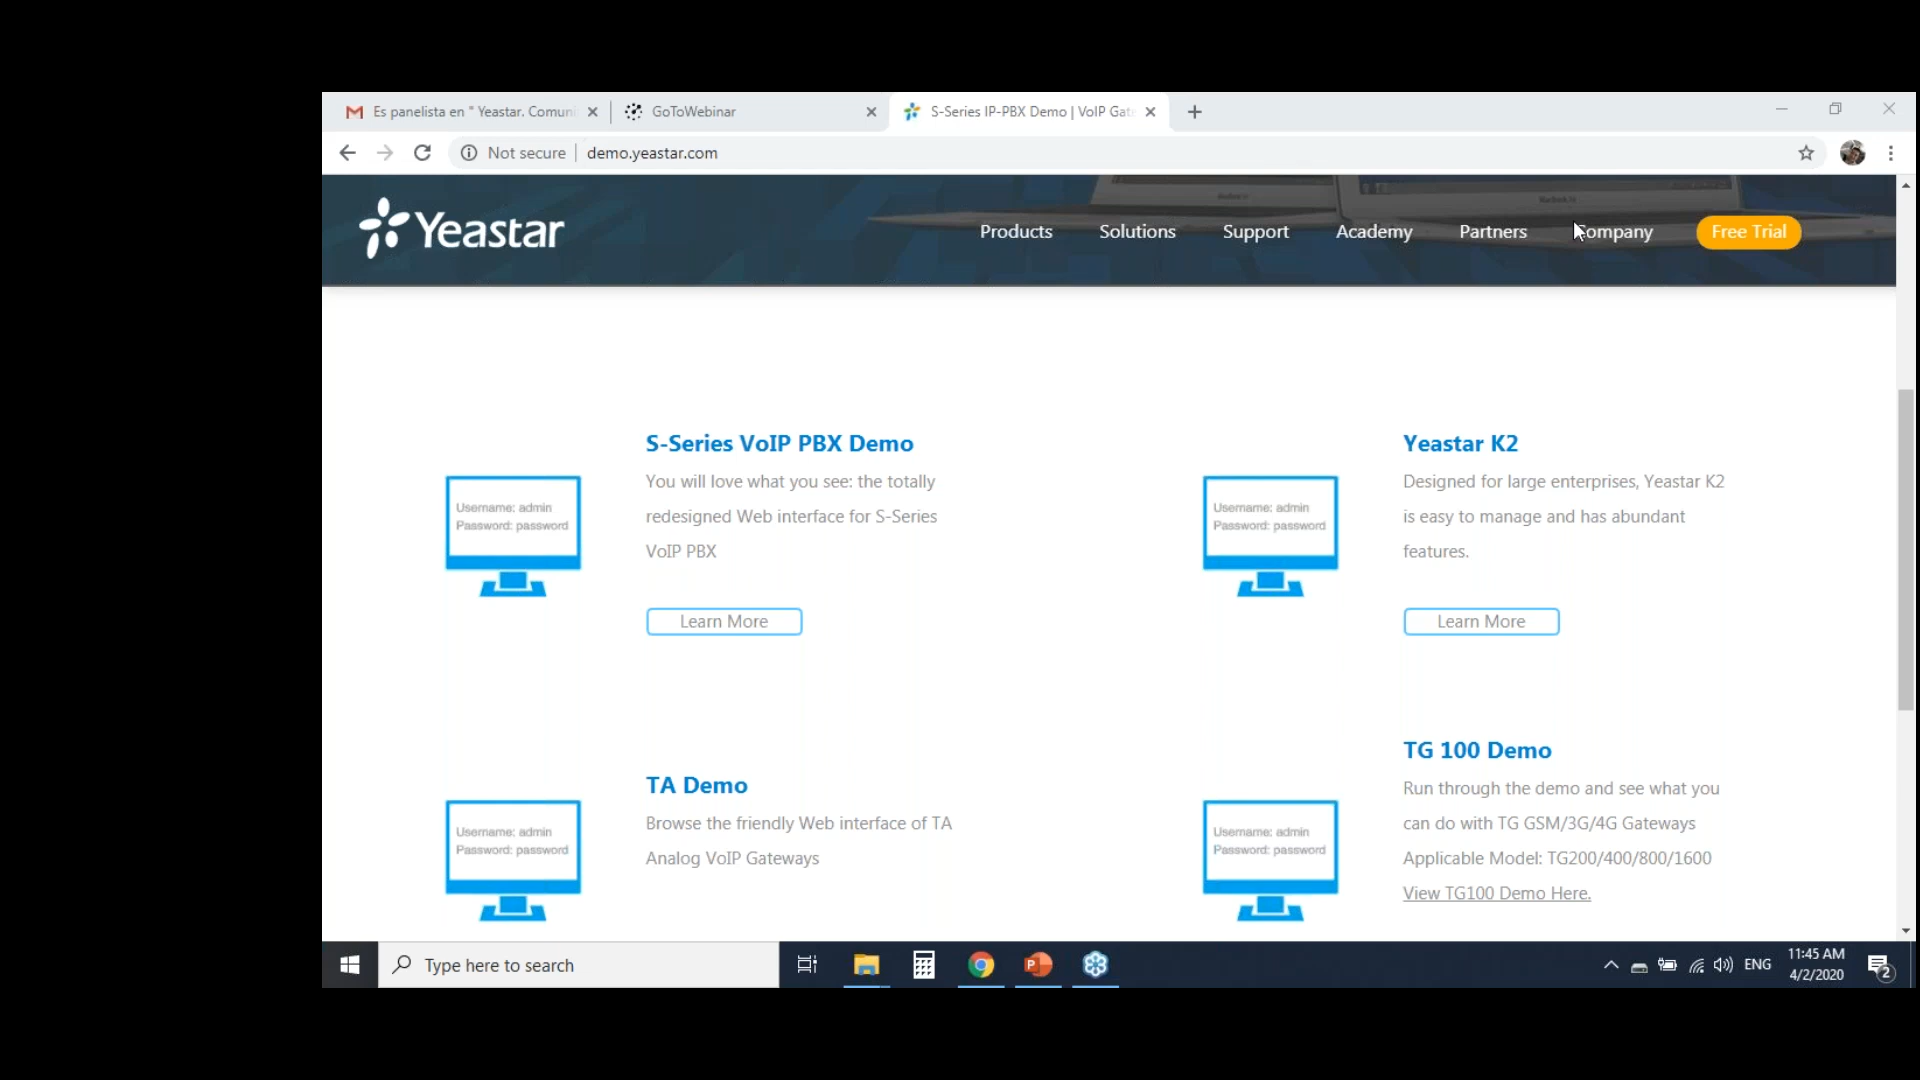 Es panelista en " Yeastar. Comuni
GoToWebinar
S-Series IP-PBX Demo | VoIP Gate
Not secure
demo.yeastar.com
Yeastar
Products
Solutions
Support
Academy
Partners
Company
Free Trial
S-Series VoIP PBX Demo
You will love what you see: the totally
redesigned Web interface for S-Series
VoIP PBX
Username: admin
Password: password
Learn More
Yeastar K2
Designed for large enterprises, Yeastar K2
is easy to manage and has abundant
features.
Username: admin
Password: password
Learn More
TA Demo
Browse the friendly Web interface of TA
Analog VoIP Gateways
Username: admin
Password: password
TG 100 Demo
Run through the demo and see what you
can do with TG GSM/3G/4G Gateways
Applicable Model: TG200/400/800/1600
View TG100 Demo Here.
Username: admin
Password: password
Type here to search
ENG
11:45 AM
4/2/2020
2